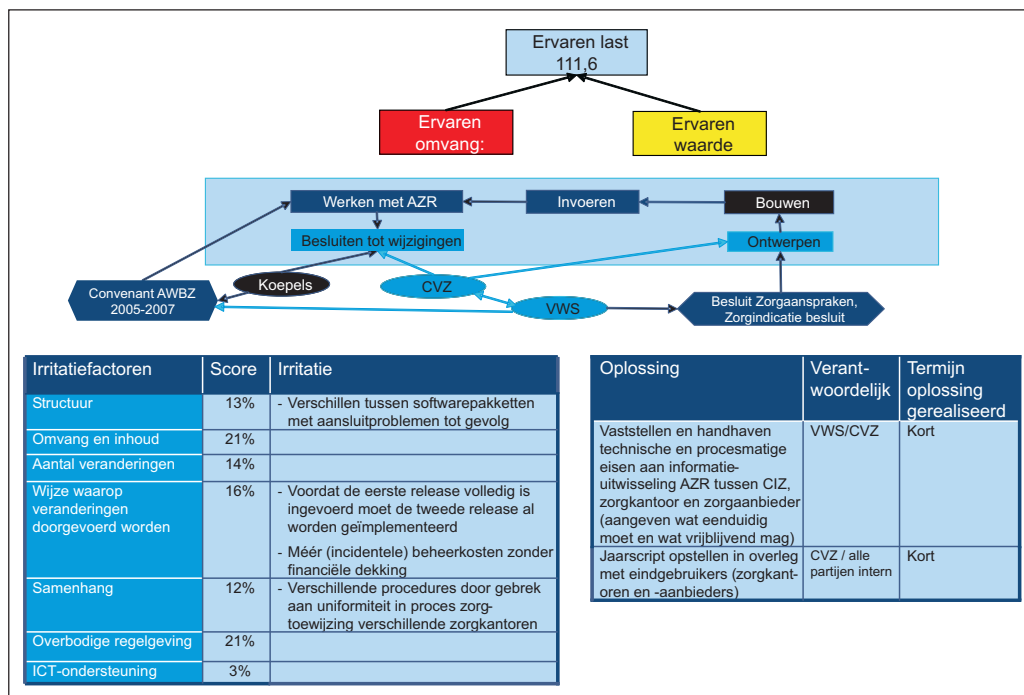 Ervaren last
111,6
Ervaren
omvang:
Ervaren
waarde
Werken met AZR
Invoeren
Bouwen
Besluiten tot wijzigingen
Ontwerpen
Koepels
CVZ
Convenant AWBZ
2005-2007
VWS
Besluit Zorgaanspraken,
Zorgindicatie besluit
Irritatiefactoren Score Irritatie
Structuur 13% - Verschillen tussen softwarepakketten
met aansluitproblemen tot gevolg
Omvang en inhoud 21%
Aantal veranderingen 14%
Wijze waarop 16% - Voordat de eerste release volledig is
veranderingen ingevoerd moet de tweede release al
doorgevoerd worden worden geïmplementeerd
- Méér (incidentele) beheerkosten zonder
financiële dekking
Samenhang 12% - Verschillende procedures door gebrek
aan uniformiteit in proces zorg-
toewijzing verschillende zorgkantoren
Overbodige regelgeving 21%
ICT-ondersteuning 3%
Oplossing Verant- Termijn
woordelijk oplossing
gerealiseerd
Vaststellen en handhaven VWS/CVZ Kort
technische en procesmatige
eisen aan informatie-
uitwisseling AZR tussen CIZ,
zorgkantoor en zorgaanbieder
(aangeven wat eenduidig
moet en wat vrijblijvend mag)
Jaarscript opstellen in overleg CVZ / alle Kort
met eindgebruikers (zorgkant- partijen intern
oren en -aanbieders)